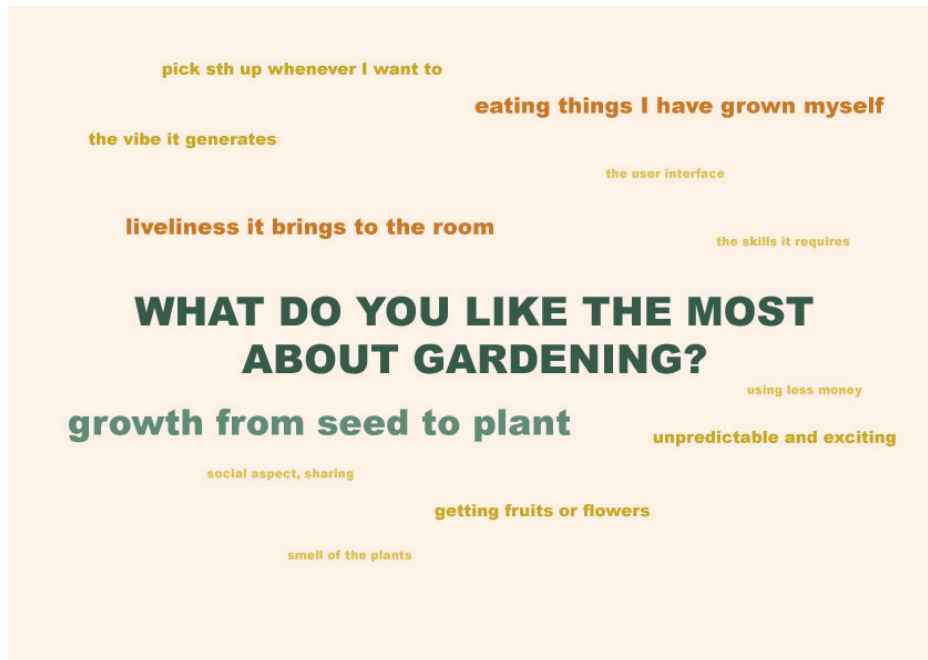 pick sth up whenever I want to
eating things I have grown myself
the vibe it generates
the user interface
liveliness it brings to the room
the skills it requires
WHAT DO YOU LIKE THE MOST
ABOUT GARDENING?
using less money
growth from seed to plant
unpredictable and exciting
social aspect, sharing
getting fruits or flowers
smell of the plants